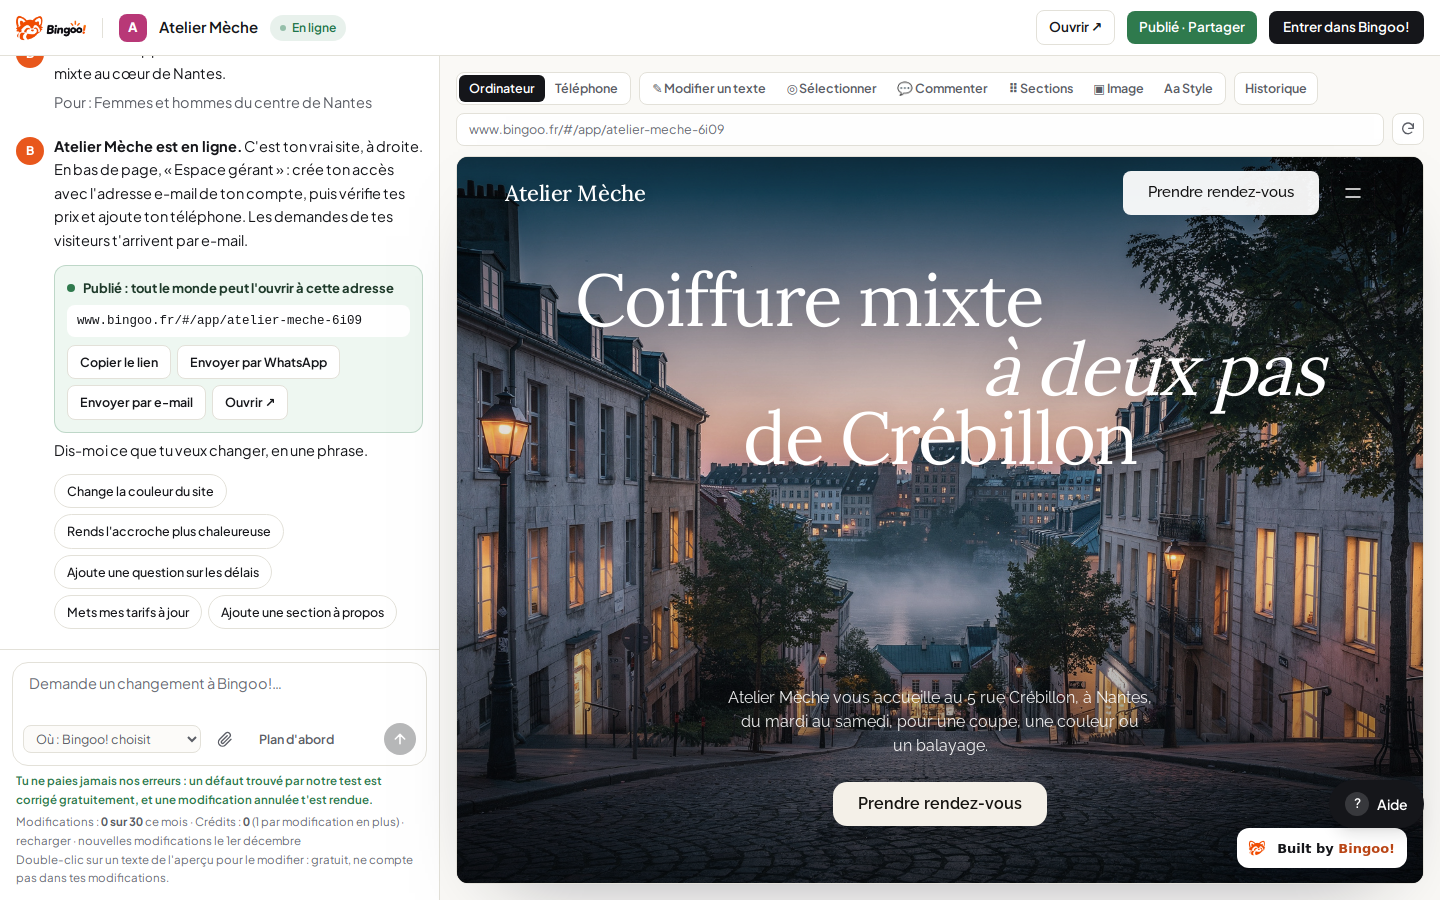 Bingoo!
A
Atelier Mèche
En ligne
Ouvrir ↗
Publié · Partager
Entrer dans Bingoo!
mixte au cœur de Nantes.
Pour : Femmes et hommes du centre de Nantes
B
Atelier Mèche est en ligne. C'est ton vrai site, à droite.
En bas de page, « Espace gérant » : crée ton accès
avec l'adresse e-mail de ton compte, puis vérifie tes
prix et ajoute ton téléphone. Les demandes de tes
visiteurs t'arrivent par e-mail.
Publié : tout le monde peut l'ouvrir à cette adresse
www.bingoo.fr/#/app/atelier-meche-6i09
Copier le lien
Envoyer par WhatsApp
Envoyer par e-mail
Ouvrir ↗
Dis-moi ce que tu veux changer, en une phrase.
Change la couleur du site
Rends l'accroche plus chaleureuse
Ajoute une question sur les délais
Mets mes tarifs à jour
Ajoute une section à propos
Demande un changement à Bingoo!...
Où : Bingoo! choisit
Plan d'abord
Tu ne paies jamais nos erreurs : un défaut trouvé par notre test est
corrigé gratuitement, et une modification annulée t'est rendue.
Modifications : 0 sur 30 ce mois · Crédits : 0 (1 par modification en plus) ·
recharger · nouvelles modifications le 1er décembre
Double-clic sur un texte de l'aperçu pour le modifier : gratuit, ne compte
pas dans tes modifications.
Ordinateur
Téléphone
Modifier un texte
Sélectionner
Commenter
Sections
Image
Aa Style
Historique
www.bingoo.fr/#/app/atelier-meche-6i09
Atelier Mèche
Prendre rendez-vous
Coiffure mixte
à deux pas
de Crébillon
Atelier Mèche vous accueille au 5 rue Crébillon, à Nantes,
du mardi au samedi, pour une coupe, une couleur ou
un balayage.
Prendre rendez-vous
? Aide
Built by Bingoo!